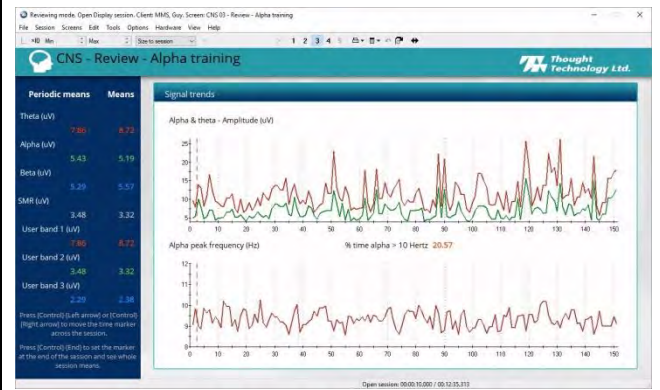 Reviewing mode. Open Display session. Client: MMS, Guy. Screen: CNS 03 - Review - Alpha training
File Session Screens Edit Tools Options Hardware View Help
Min Max Size to session 1 2 3 4 5
CNS - Review - Alpha training
Thought
Technology Ltd.
Periodic means Means
Theta (uV)
7.86 8.72
Alpha (uV)
5.43 5.19
Beta (uV)
5.29 5.57
SMR (uV)
3.48 3.32
User band 1 (uV)
7.86 8.72
User band 2 (uV)
3.48 3.32
User band 3 (uV)
2.29 2.38
Press [Control]-[Left arrow] or [Control]-
[Right arrow] to move the time marker
across the session.
Press [Control]-[End] to set the marker
at the end of the session and see whole
session means.
Signal trends
Alpha & theta - Amplitude (uV)
25
20
15
10
5
0 10 20 30 40 50 60 70 80 90 100 110 120 130 140 150
Alpha peak frequency (Hz) % time alpha > 10 Hertz 20.57
12
11
10
9
8
0 10 20 30 40 50 60 70 80 90 100 110 120 130 140 150
Open session: 00:00:10.000 / 00:12:35.313